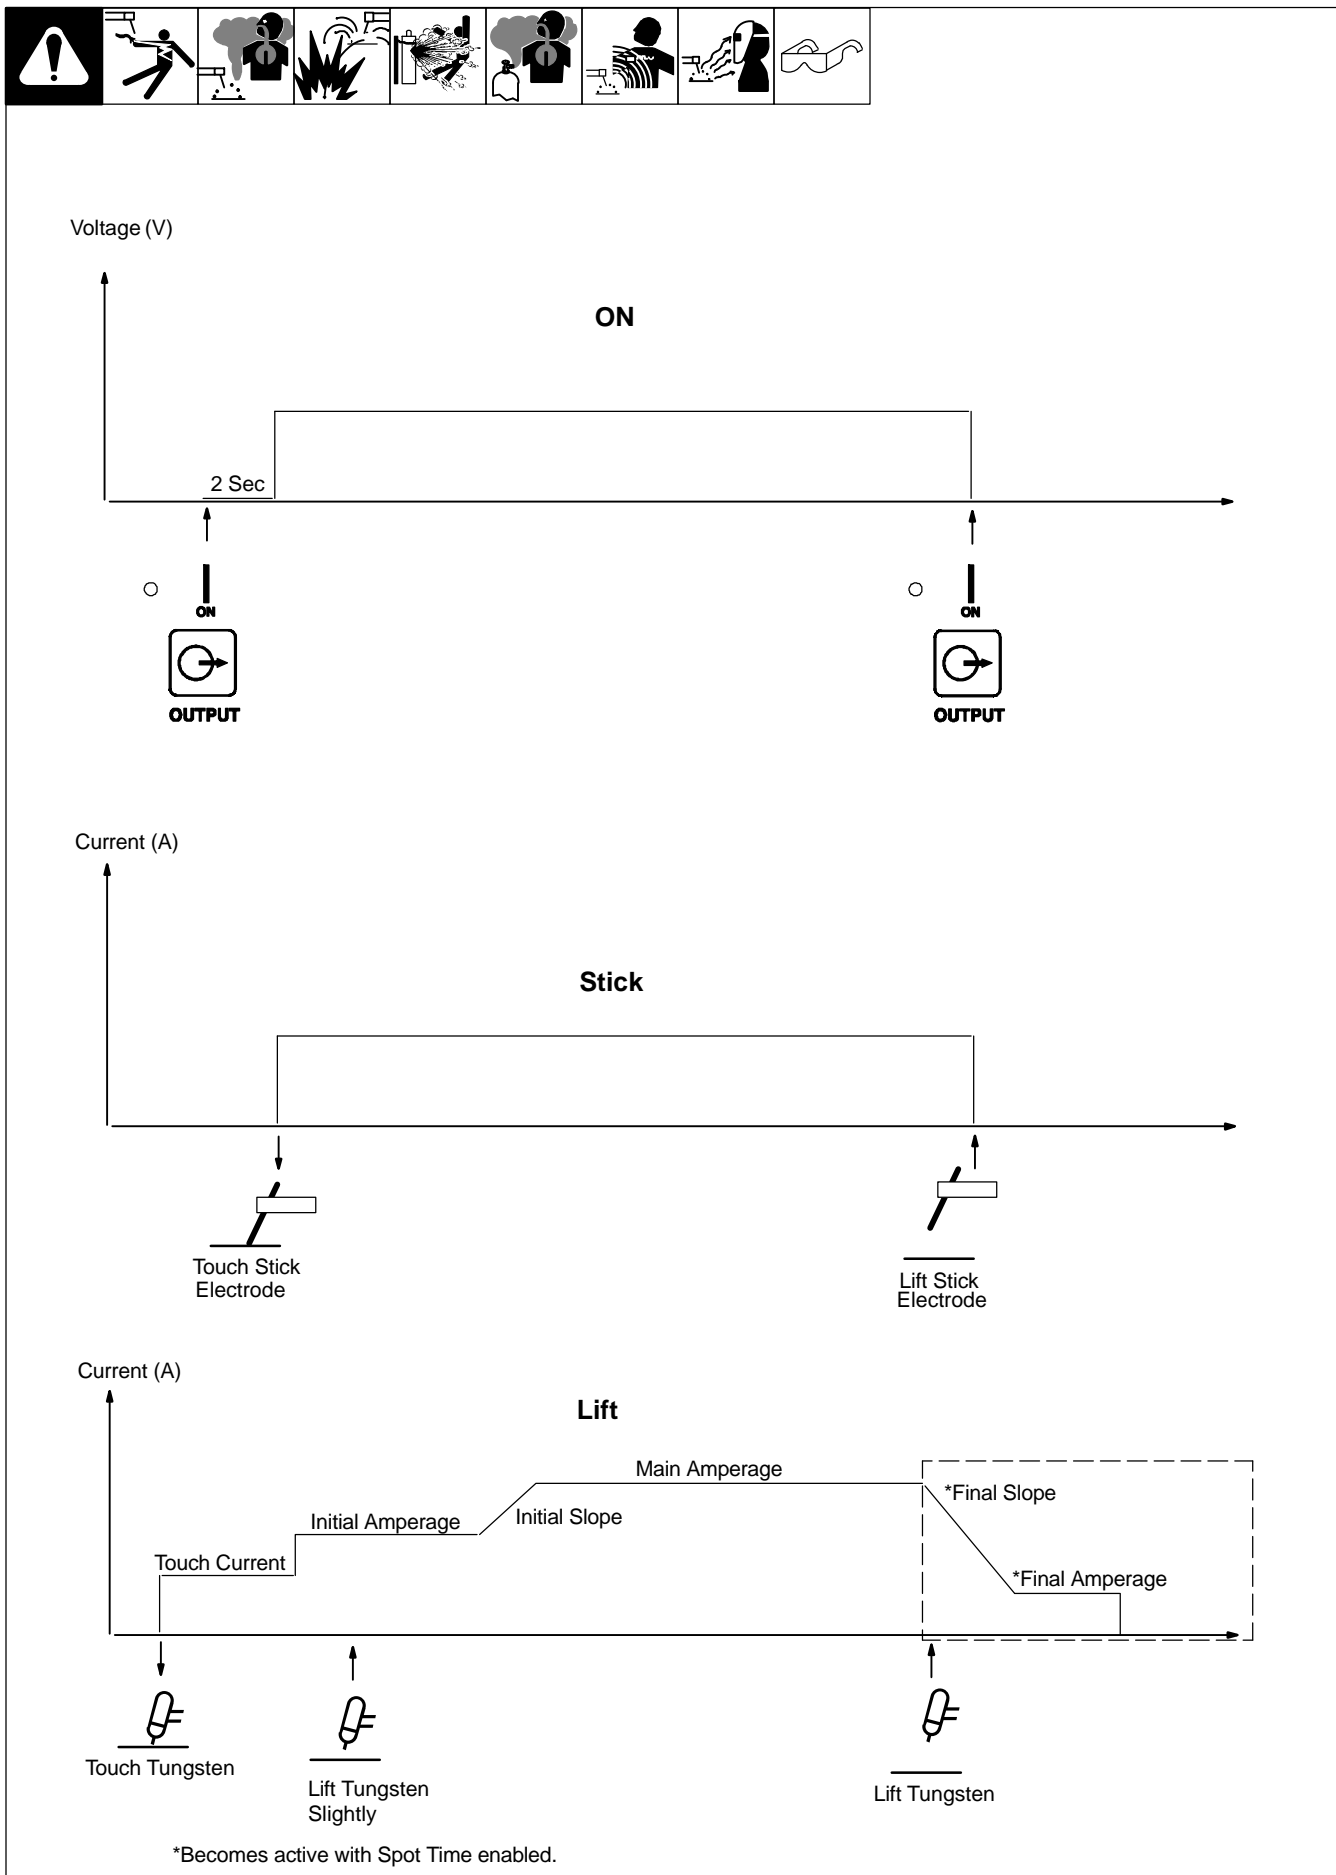 Voltage (V)
ON
2 Sec
ON
OUTPUT
ON
OUTPUT
Current (A)
Stick
Touch Stick
Electrode
Lift Stick
Electrode
Current (A)
Lift
Main Amperage
*Final Slope
Initial Amperage
Initial Slope
Touch Current
*Final Amperage
Touch Tungsten
Lift Tungsten
Slightly
Lift Tungsten
*Becomes active with Spot Time enabled.